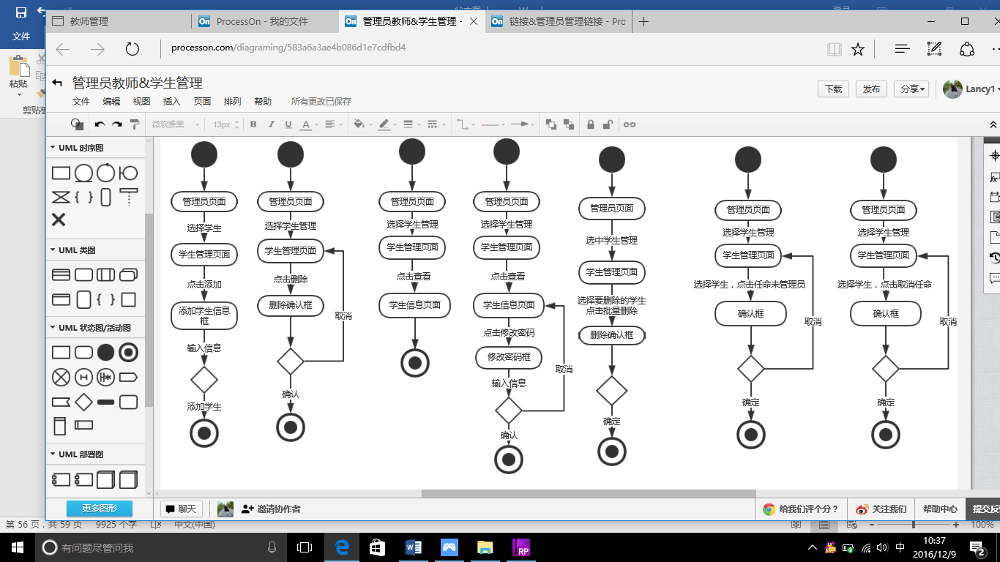 文件
粘贴
剪贴板
教师管理
ProcessOn - 我的文件
管理员教师&学生管理 -
链接&管理员管理链接 - Pro
processon.com/diagraming/583a6a3ae4b086d1e7cdfbd4
管理员教师&学生管理
文件 编辑 视图 插入 页面 排列 帮助 所有更改已保存
下载 发布 分享 Lancy1
微软雅黑 13px B I U A
UML 时序图
UML 类图
UML 状态图/活动图
UML 部署图
更多图形
管理员页面
选择学生
学生管理页面
点击添加
添加学生信息
框
输入信息
添加学生
管理员页面
选择学生管理
学生管理页面
点击删除
删除确认框
取消
确认
管理员页面
选择学生管理
学生管理页面
点击查看
学生信息页面
管理员页面
选择学生管理
学生管理页面
点击查看
学生信息页面
点击修改密码
修改密码框
取消
输入信息
确认
管理员页面
选中学生管理
学生管理页面
选择要删除的学生
点击批量删除
删除确认框
确定
管理员页面
选择学生管理
学生管理页面
选择学生，点击任命未管理员
确认框
取消
确定
管理员页面
选择学生管理
学生管理页面
选择学生，点击取消任命
确认框
取消
确定
聊天 邀请协作者
给我们评个分？ 关注我们 帮助中心 提交反
第 56 页，共 59 页 9925 个字 中文(中国) 100%
有问题尽管问我
RP
中
10:37
2016/12/9
2